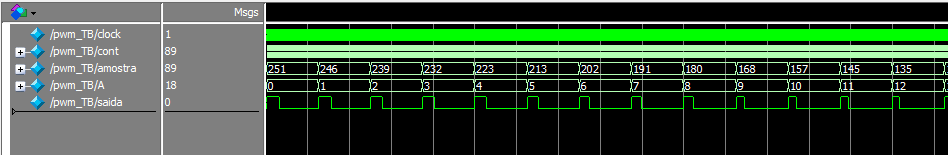 Msgs
/pwm_TB/clock 1
/pwm_TB/cont 89
/pwm_TB/amostra 89 251 246 239 232 223 213 202 191 180 168 157 145 135
/pwm_TB/A 18 0 1 2 3 4 5 6 7 8 9 10 11 12
/pwm_TB/saida 0